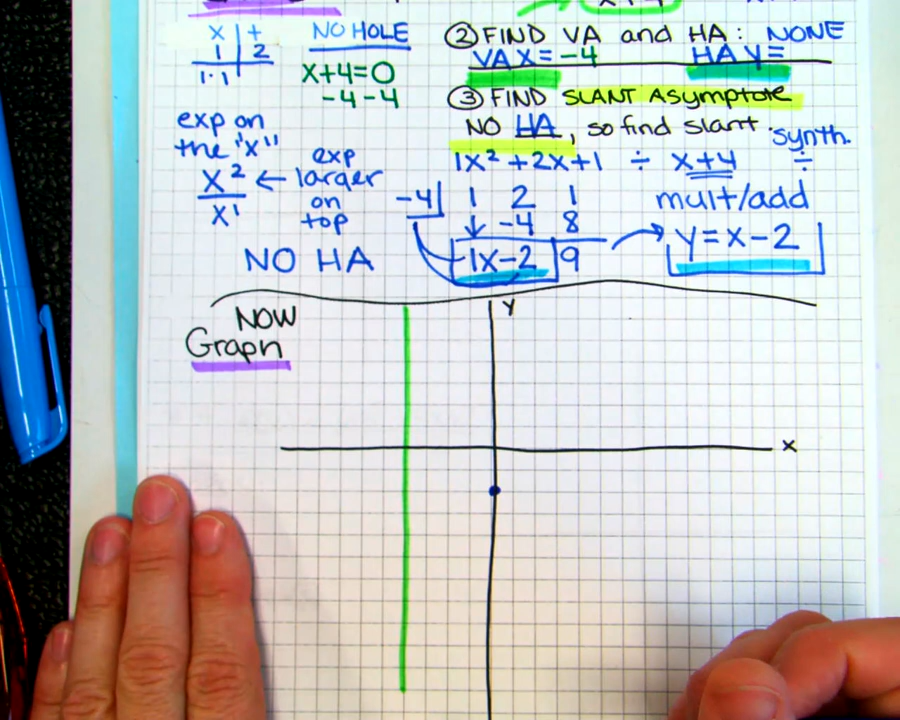 x | +
1 | 2
1·1
NO HOLE
x+4=0
-4 -4
② FIND VA and HA: NONE
VA X=-4 HA Y=
③ FIND SLANT Asymptote
NO HA, so find slant.
synth.
÷
1x² + 2x + 1 ÷ x+4
exp on
the "x"
x² ← exp larger on top
x¹
NO HA
-4| 1 2 1
↓ -4 8
1x-2 | 9
mult/add
→ y=x-2
NOW
Graph
Y
x